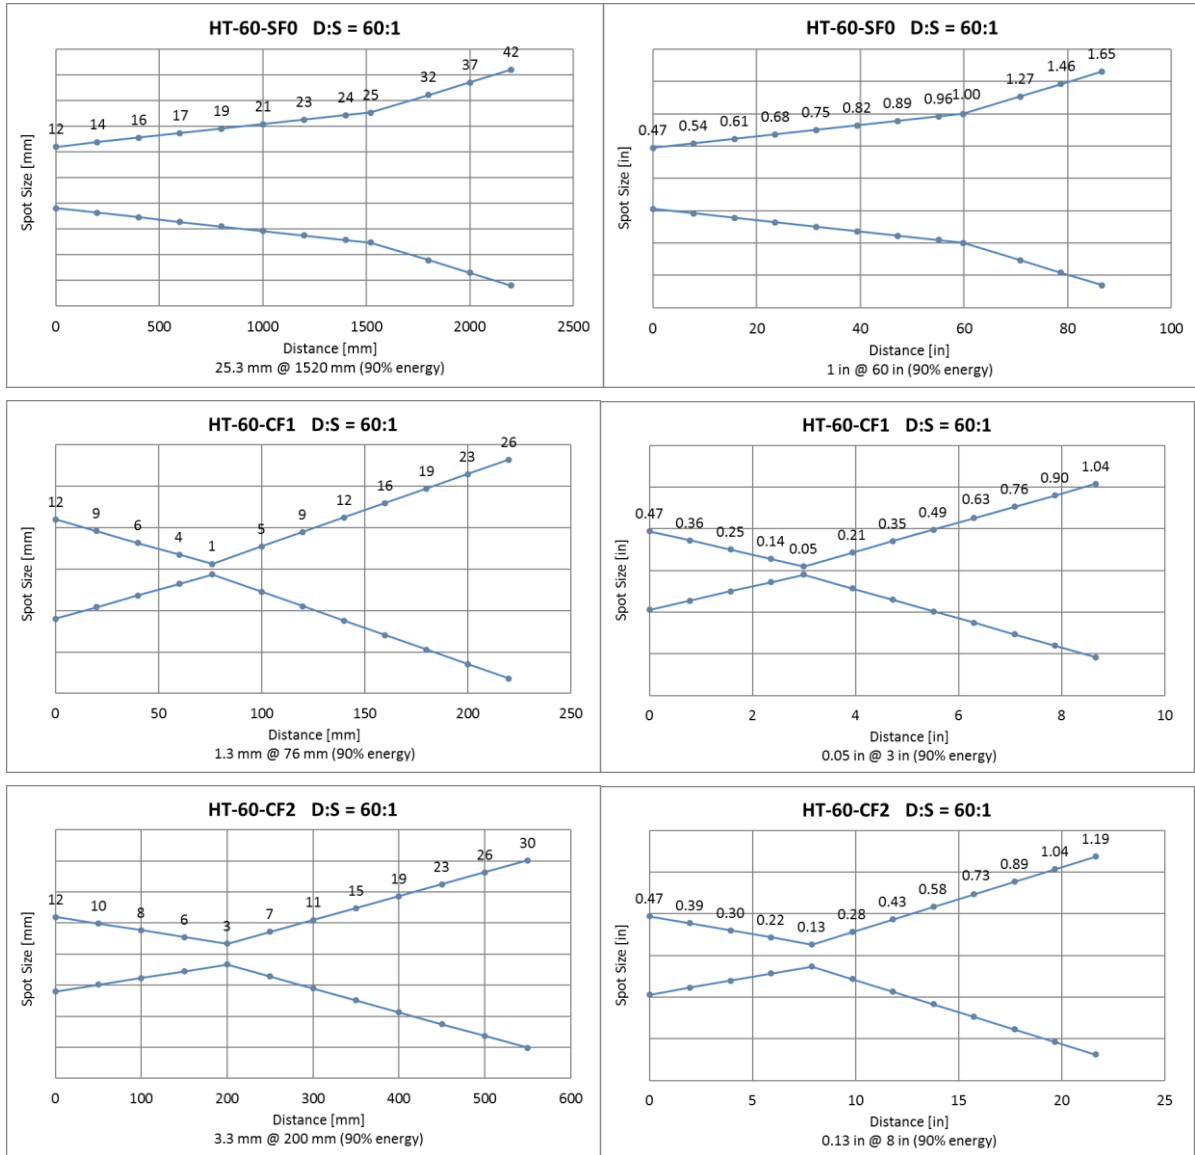 HT-60-SF0 D:S = 60:1
Spot Size [mm]
12 14 16 17 19 21 23 24 25 32 37 42
0 500 1000 1500 2000 2500
Distance [mm]
25.3 mm @ 1520 mm (90% energy)
HT-60-SF0 D:S = 60:1
Spot Size [in]
0.47 0.54 0.61 0.68 0.75 0.82 0.89 0.96 1.00 1.27 1.46 1.65
0 20 40 60 80 100
Distance [in]
1 in @ 60 in (90% energy)
HT-60-CF1 D:S = 60:1
Spot Size [mm]
12 9 6 4 1 5 9 12 16 19 23 26
0 50 100 150 200 250
Distance [mm]
1.3 mm @ 76 mm (90% energy)
HT-60-CF1 D:S = 60:1
Spot Size [in]
0.47 0.36 0.25 0.14 0.05 0.21 0.35 0.49 0.63 0.76 0.90 1.04
0 2 4 6 8 10
Distance [in]
0.05 in @ 3 in (90% energy)
HT-60-CF2 D:S = 60:1
Spot Size [mm]
12 10 8 6 3 7 11 15 19 23 26 30
0 100 200 300 400 500 600
Distance [mm]
3.3 mm @ 200 mm (90% energy)
HT-60-CF2 D:S = 60:1
Spot Size [in]
0.47 0.39 0.30 0.22 0.13 0.28 0.43 0.58 0.73 0.89 1.04 1.19
0 5 10 15 20 25
Distance [in]
0.13 in @ 8 in (90% energy)